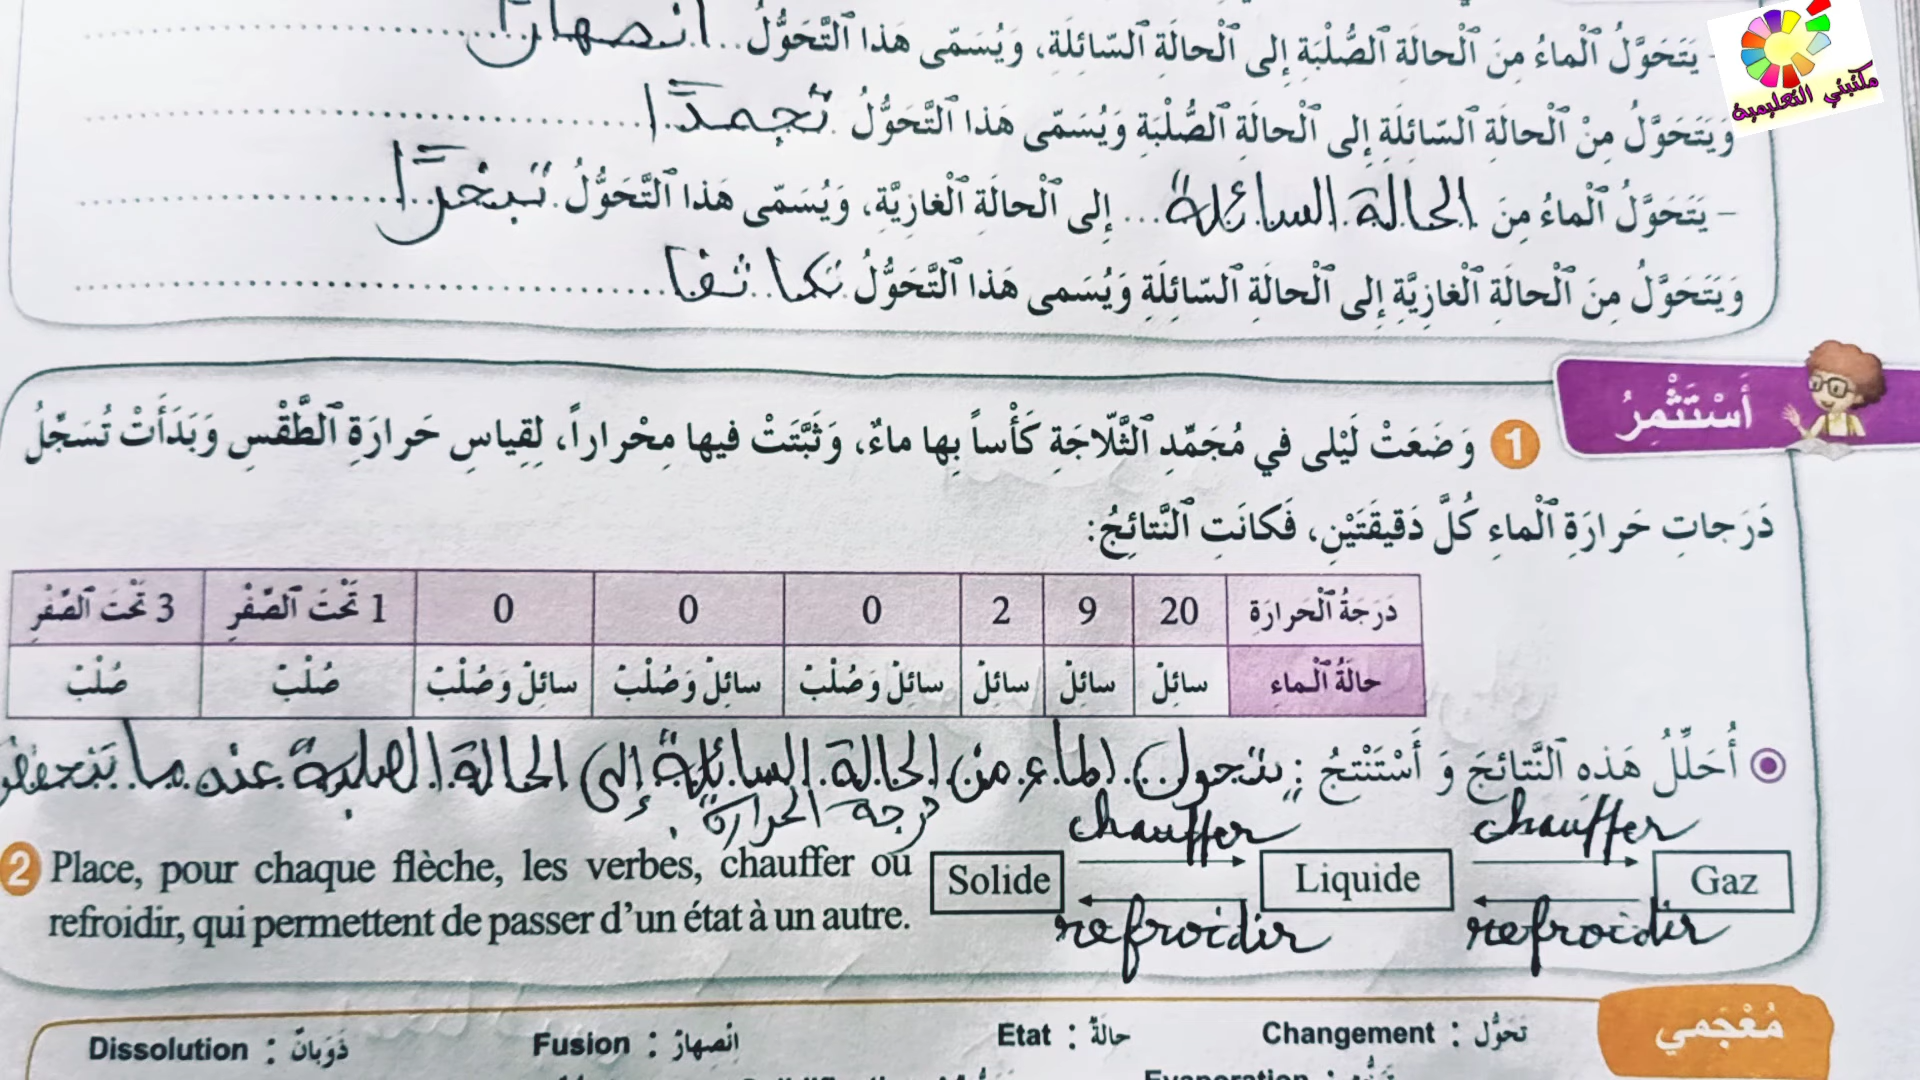 مكتبتي التعليمية
- يَتَحَوَّلُ ٱلْماءُ مِنَ ٱلْحالَةِ ٱلصُّلْبَةِ إِلى ٱلْحالَةِ ٱلسّائِلَةِ، وَيُسَمّى هَذا ٱلتَّحَوُّلُ انصهارًا
وَيَتَحَوَّلُ مِنْ ٱلْحالَةِ ٱلسّائِلَةِ إِلى ٱلْحالَةِ ٱلصُّلْبَةِ وَيُسَمّى هَذا ٱلتَّحَوُّلُ تجمدًا
- يَتَحَوَّلُ ٱلْماءُ مِنَ الحالة السائلة ... إِلى ٱلْحالَةِ ٱلْغازِيَّةِ، وَيُسَمّى هَذا ٱلتَّحَوُّلُ تبخرًا
وَيَتَحَوَّلُ مِنَ ٱلْحالَةِ ٱلْغازِيَّةِ إِلى ٱلْحالَةِ ٱلسّائِلَةِ وَيُسَمى هَذا ٱلتَّحَوُّلُ تكاثفا
أَسْتَثْمِرُ
1 وَضَعَتْ لَيْلى في مُجَمِّدِ ٱلثَّلّاجَةِ كَأْساً بِها ماءٌ، وَثَبَّتَتْ فيها مِحْراراً، لِقِياسِ حَرارَةِ ٱلطَّقْسِ وَبَدَأَتْ تُسَجِّلُ
دَرَجاتِ حَرارَةِ ٱلْماءِ كُلَّ دَقيقَتَيْنِ، فَكانَتِ ٱلنَّتائِجُ:
دَرَجَةُ ٱلْحَرارَةِ 20 9 2 0 0 0 1 تَحْتَ ٱلصِّفْرِ 3 تَحْتَ ٱلصِّفْرِ
حالَةُ ٱلْماءِ سائِلٌ سائِلٌ سائِلٌ سائِلٌ وَصُلْبٌ سائِلٌ وَصُلْبٌ سائِلٌ وَصُلْبٌ صُلْبٌ صُلْبٌ
أُحَلِّلُ هَذِهِ ٱلنَّتائِجَ وَ أَسْتَنْتِجُ : يتحول الماء من الحالة السائلة إلى الحالة الصلبة عندما تنخفض
درجة الحرارة.
2 Place, pour chaque flèche, les verbes, chauffer ou
refroidir, qui permettent de passer d'un état à un autre.
chauffer chauffer
Solide Liquide Gaz
refroidir refroidir
مُعْجَمي
Changement : تَحَوُّل
Etat : حالَةٌ
Fusion : اِنْصِهارٌ
Dissolution : ذَوَبانٌ